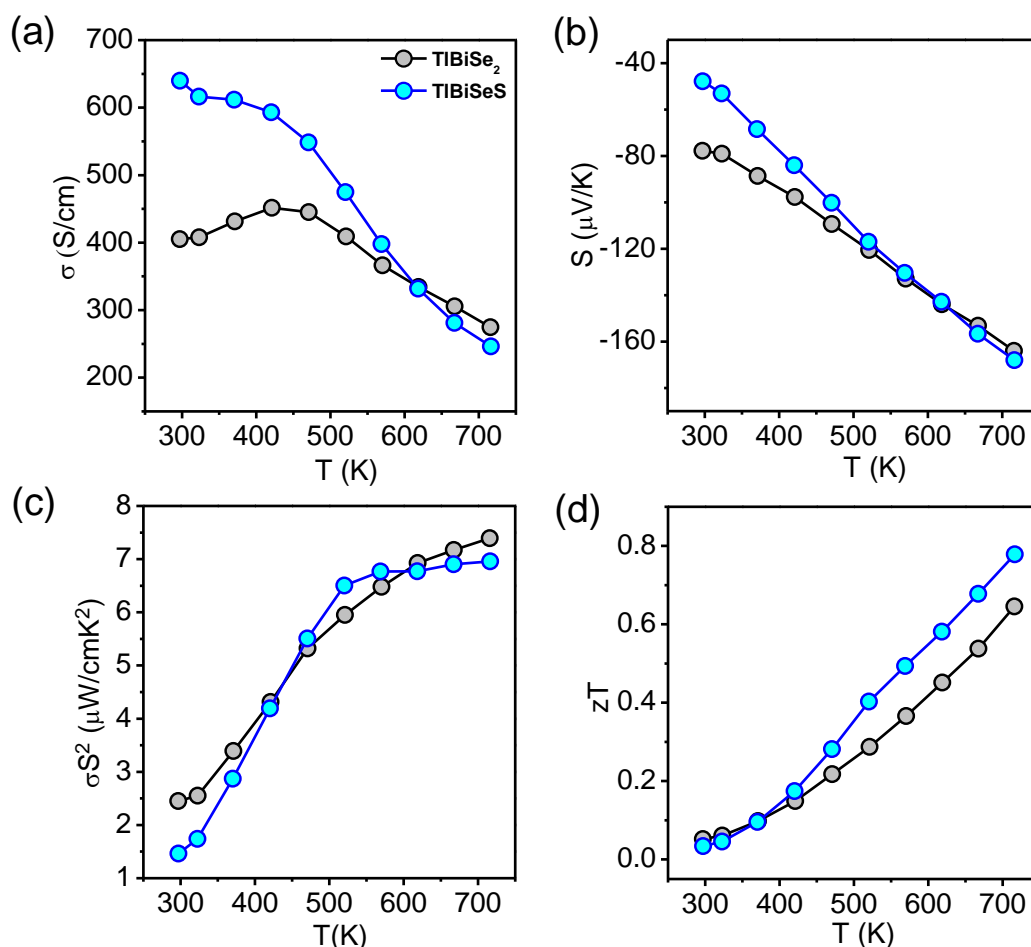 (a)
700
600
500
400
300
200
σ (S/cm)
TlBiSe₂
TlBiSeS
300 400 500 600 700
T (K)
(b)
-40
-80
-120
-160
S (μV/K)
300 400 500 600 700
T (K)
(c)
8
7
6
5
4
3
2
1
σS² (μW/cmK²)
300 400 500 600 700
T(K)
(d)
0.8
0.6
0.4
0.2
0.0
zT
300 400 500 600 700
T (K)